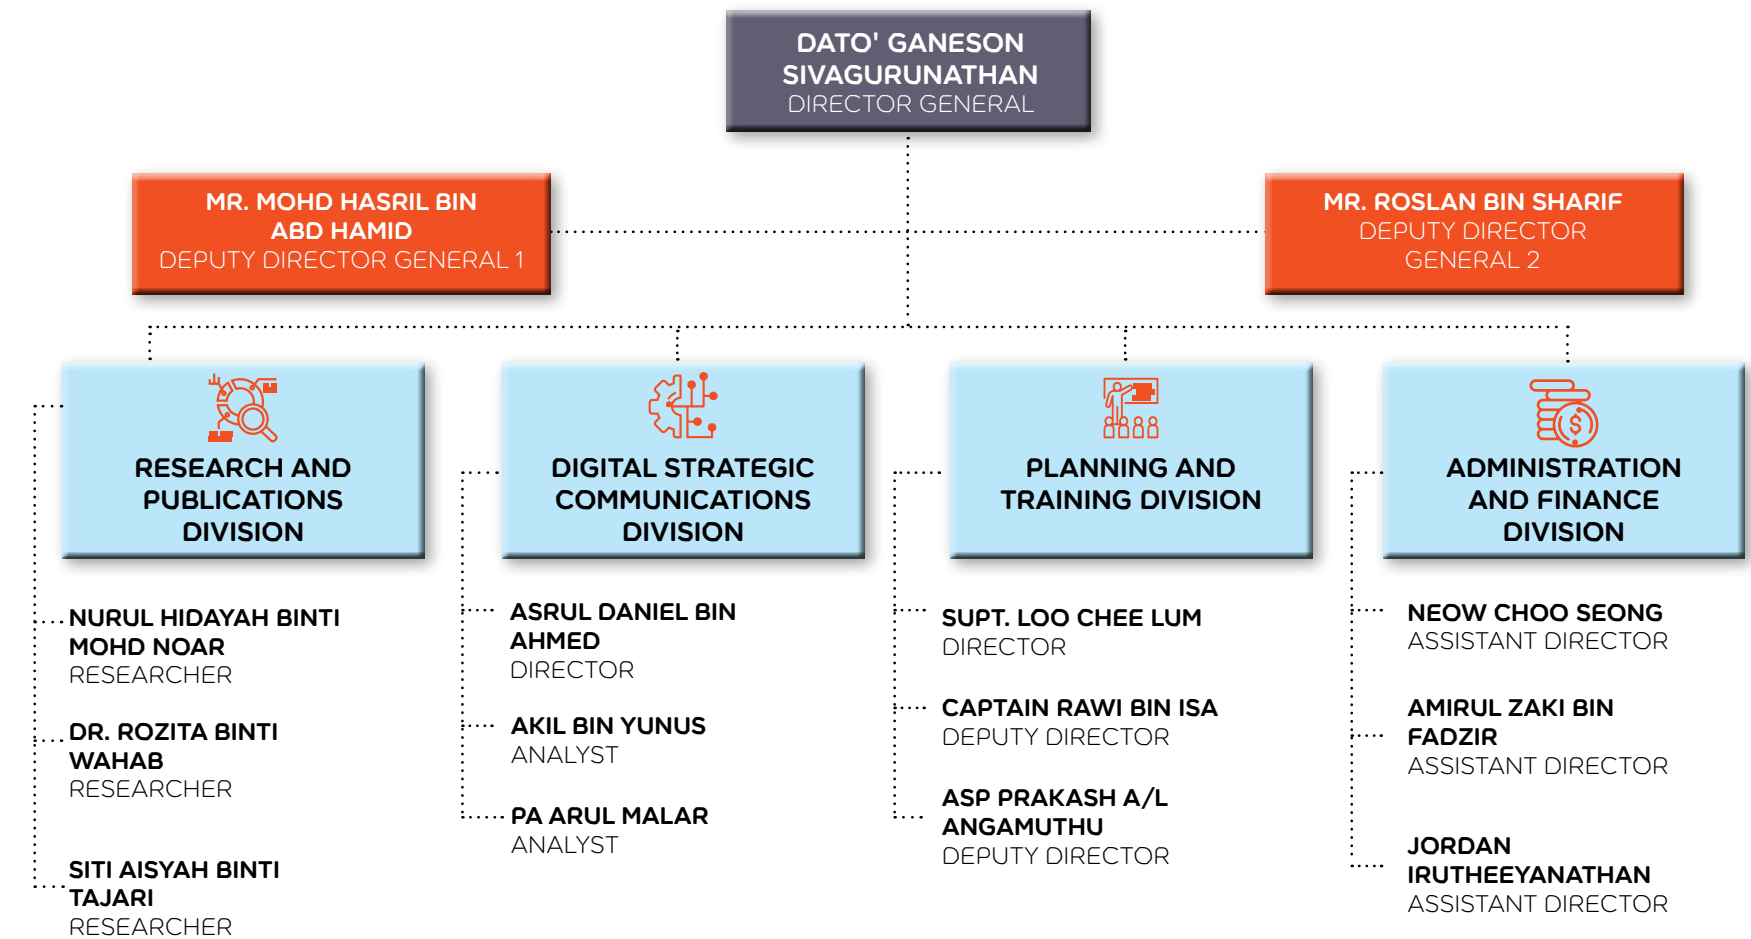 DATO' GANESON
SIVAGURUNATHAN
DIRECTOR GENERAL
MR. MOHD HASRIL BIN
ABD HAMID
DEPUTY DIRECTOR GENERAL 1
MR. ROSLAN BIN SHARIF
DEPUTY DIRECTOR
GENERAL 2
RESEARCH AND
PUBLICATIONS
DIVISION
NURUL HIDAYAH BINTI
MOHD NOAR
RESEARCHER
DR. ROZITA BINTI
WAHAB
RESEARCHER
SITI AISYAH BINTI
TAJARI
RESEARCHER
DIGITAL STRATEGIC
COMMUNICATIONS
DIVISION
ASRUL DANIEL BIN
AHMED
DIRECTOR
AKIL BIN YUNUS
ANALYST
PA ARUL MALAR
ANALYST
PLANNING AND
TRAINING DIVISION
SUPT. LOO CHEE LUM
DIRECTOR
CAPTAIN RAWI BIN ISA
DEPUTY DIRECTOR
ASP PRAKASH A/L
ANGAMUTHU
DEPUTY DIRECTOR
$
ADMINISTRATION
AND FINANCE
DIVISION
NEOW CHOO SEONG
ASSISTANT DIRECTOR
AMIRUL ZAKI BIN
FADZIR
ASSISTANT DIRECTOR
JORDAN
IRUTHEEYANATHAN
ASSISTANT DIRECTOR